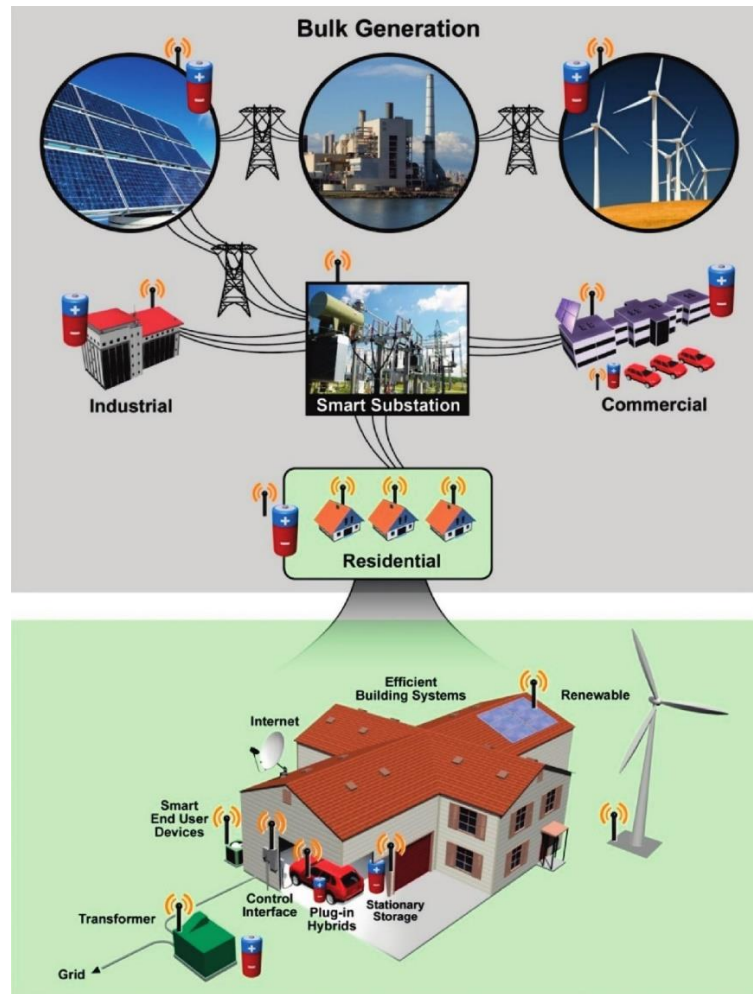 Bulk Generation
Industrial
Smart Substation
Commercial
Residential
Efficient
Building Systems
Renewable
Internet
Smart
End User
Devices
Control
Interface
Plug-in
Hybrids
Stationary
Storage
Transformer
Grid